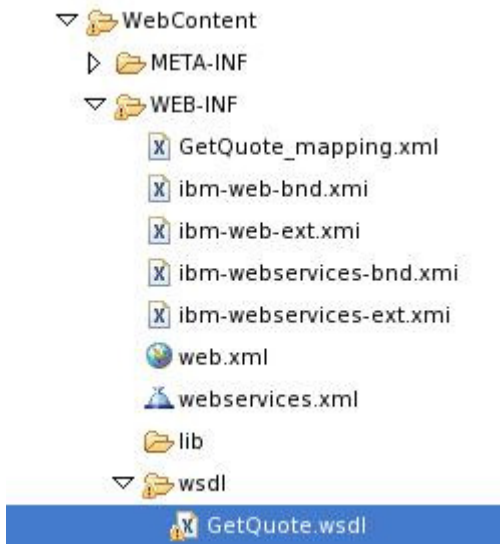 WebContent
META-INF
WEB-INF
GetQuote_mapping.xml
ibm-web-bnd.xmi
ibm-web-ext.xmi
ibm-webservices-bnd.xmi
ibm-webservices-ext.xmi
web.xml
webservices.xml
lib
wsdl
GetQuote.wsdl